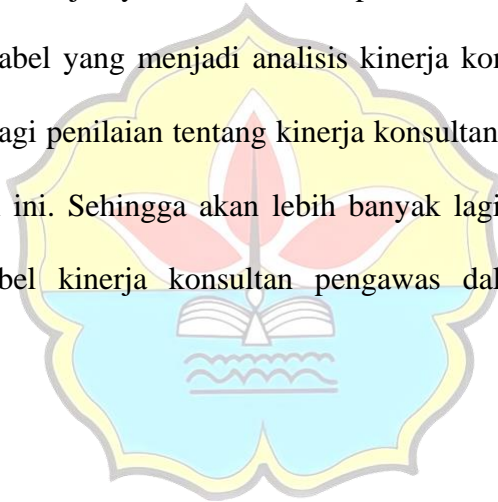 abel yang menjadi analisis kinerja kon
agi penilaian tentang kinerja konsultan
ini. Sehingga akan lebih banyak lagi
bel kinerja konsultan pengawas dal